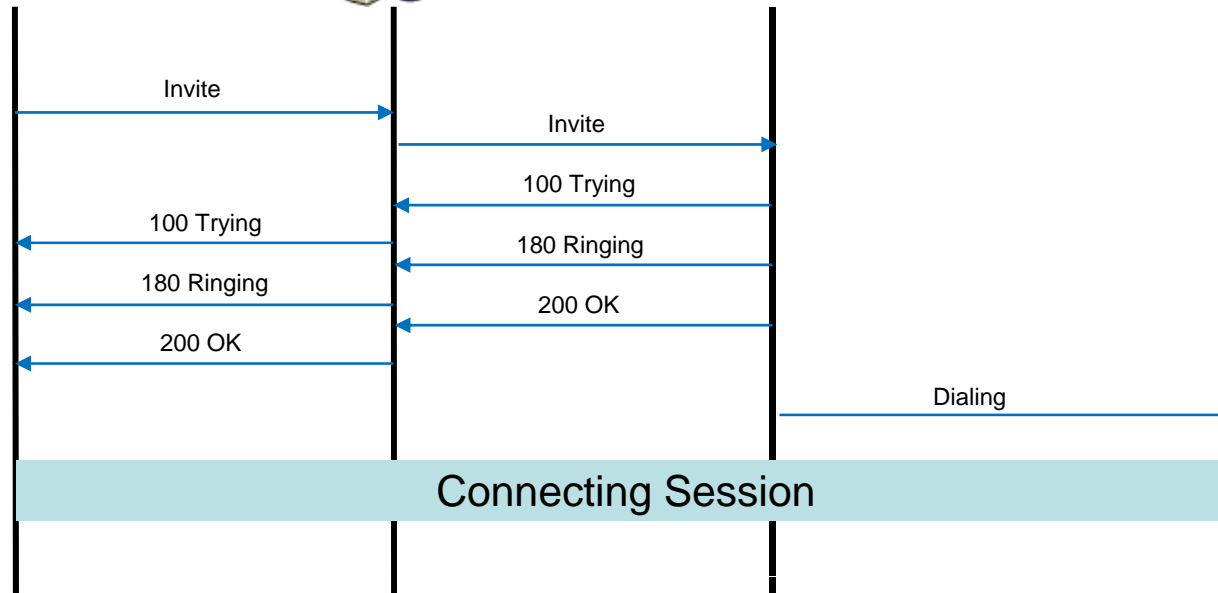 Invite
Invite
100 Trying
100 Trying
180 Ringing
180 Ringing
200 OK
200 OK
Dialing
Connecting Session